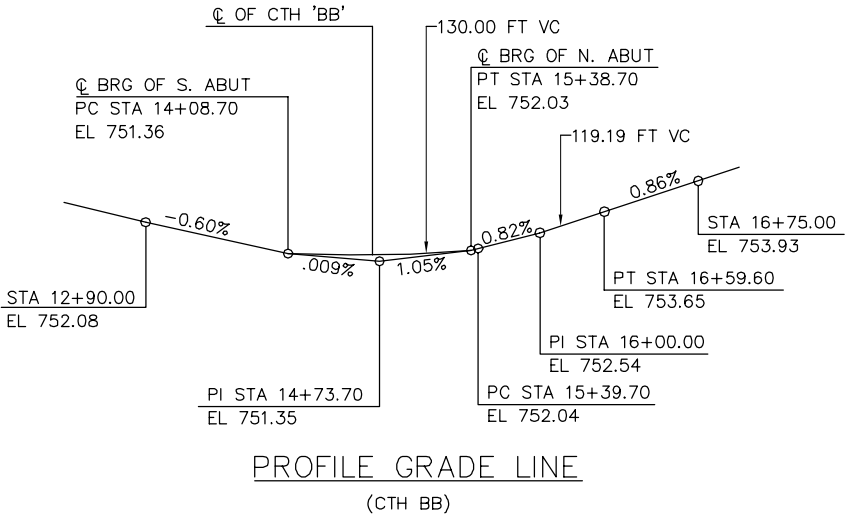 ℄ OF CTH 'BB'
130.00 FT VC
℄ BRG OF N. ABUT
PT STA 15+38.70
EL 752.03
℄ BRG OF S. ABUT
PC STA 14+08.70
EL 751.36
119.19 FT VC
-0.60%
.009%
1.05%
0.82%
0.86%
STA 16+75.00
EL 753.93
PT STA 16+59.60
EL 753.65
STA 12+90.00
EL 752.08
PI STA 16+00.00
EL 752.54
PI STA 14+73.70
EL 751.35
PC STA 15+39.70
EL 752.04
PROFILE GRADE LINE
(CTH BB)